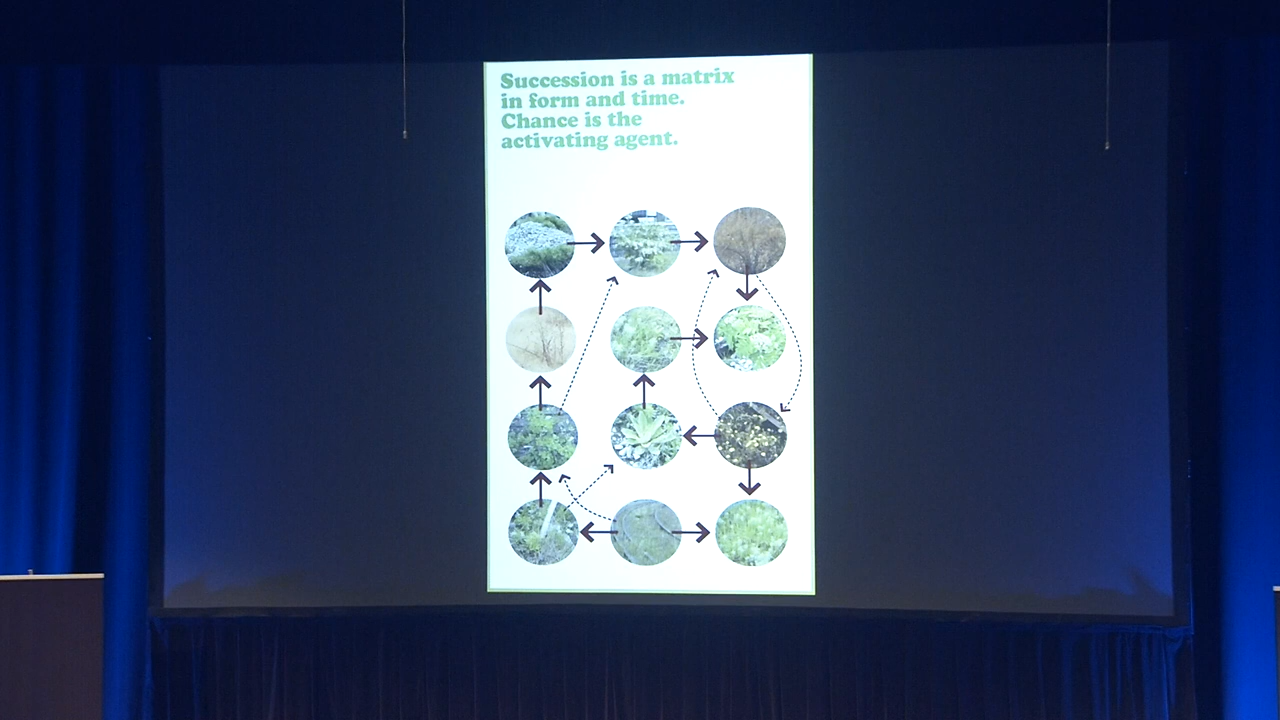 Succession is a matrix
in form and time.
Chance is the
activating agent.